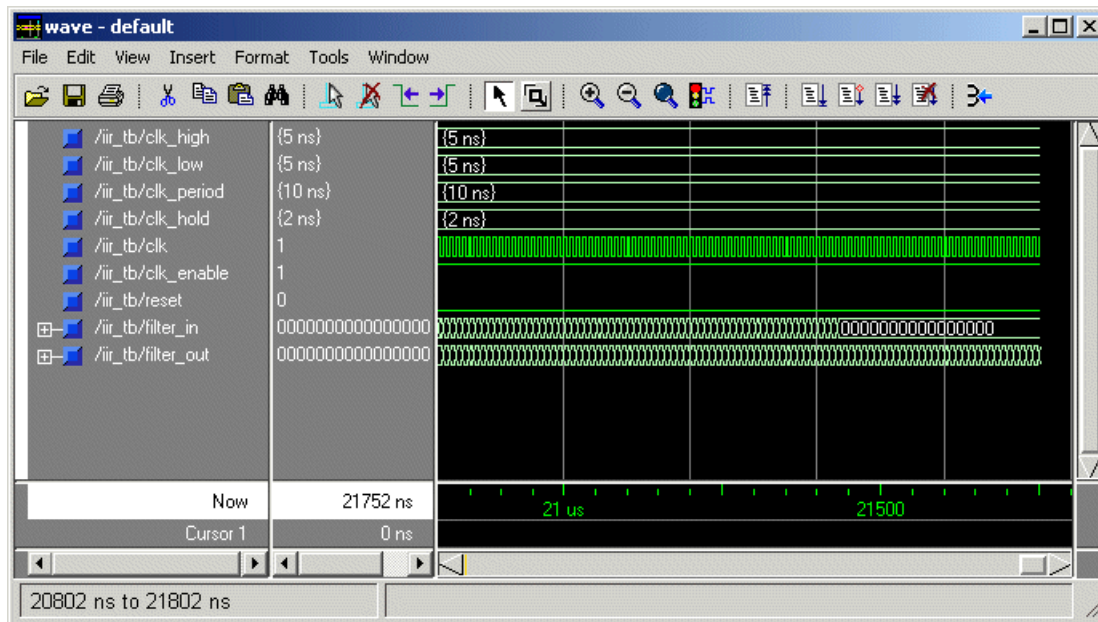 wave - default
File Edit View Insert Format Tools Window
/iir_tb/clk_high {5 ns} {5 ns}
/iir_tb/clk_low {5 ns} {5 ns}
/iir_tb/clk_period {10 ns} {10 ns}
/iir_tb/clk_hold {2 ns} {2 ns}
/iir_tb/clk 1
/iir_tb/clk_enable 1
/iir_tb/reset 0
/iir_tb/filter_in 0000000000000000 0000000000000000
/iir_tb/filter_out 0000000000000000
Now 21752 ns 21 us 21500
Cursor 1 0 ns
20802 ns to 21802 ns